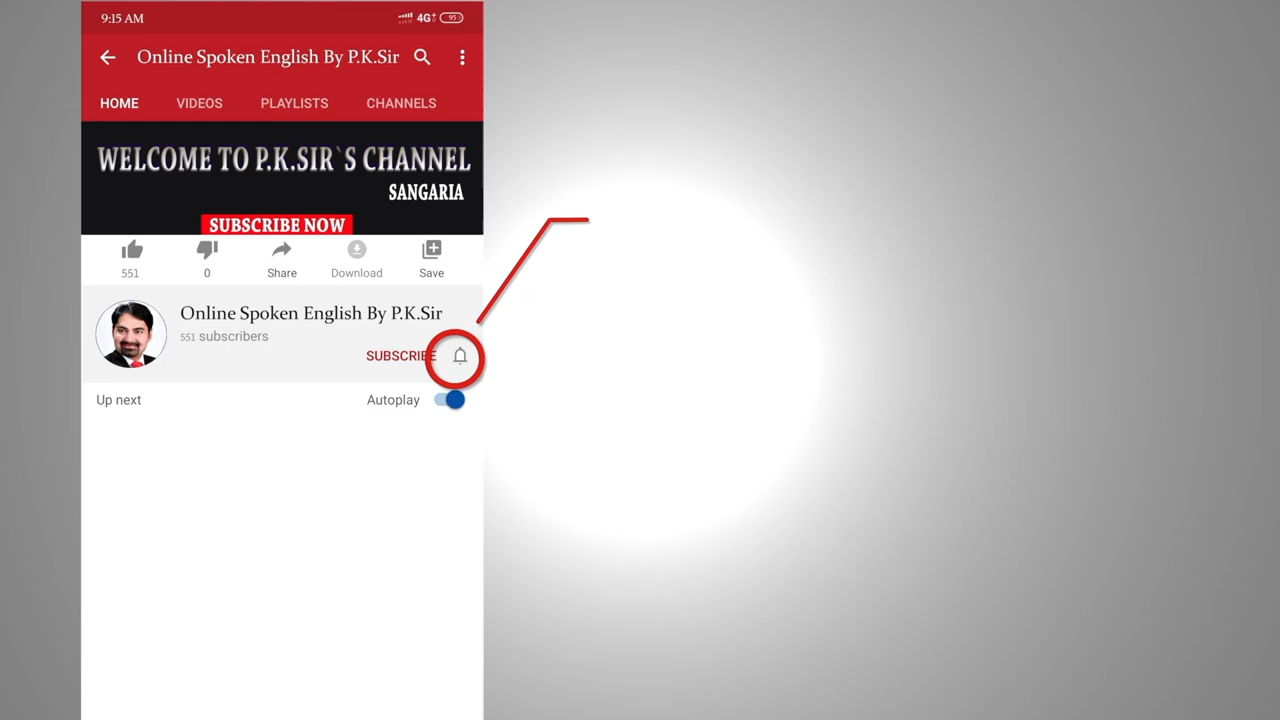 9:15 AM
4G+ 95
Online Spoken English By P.K.Sir
HOME VIDEOS PLAYLISTS CHANNELS
WELCOME TO P.K.SIR`S CHANNEL
SANGARIA
SUBSCRIBE NOW
551 0 Share Download Save
Online Spoken English By P.K.Sir
551 subscribers
SUBSCRIBE
Up next Autoplay